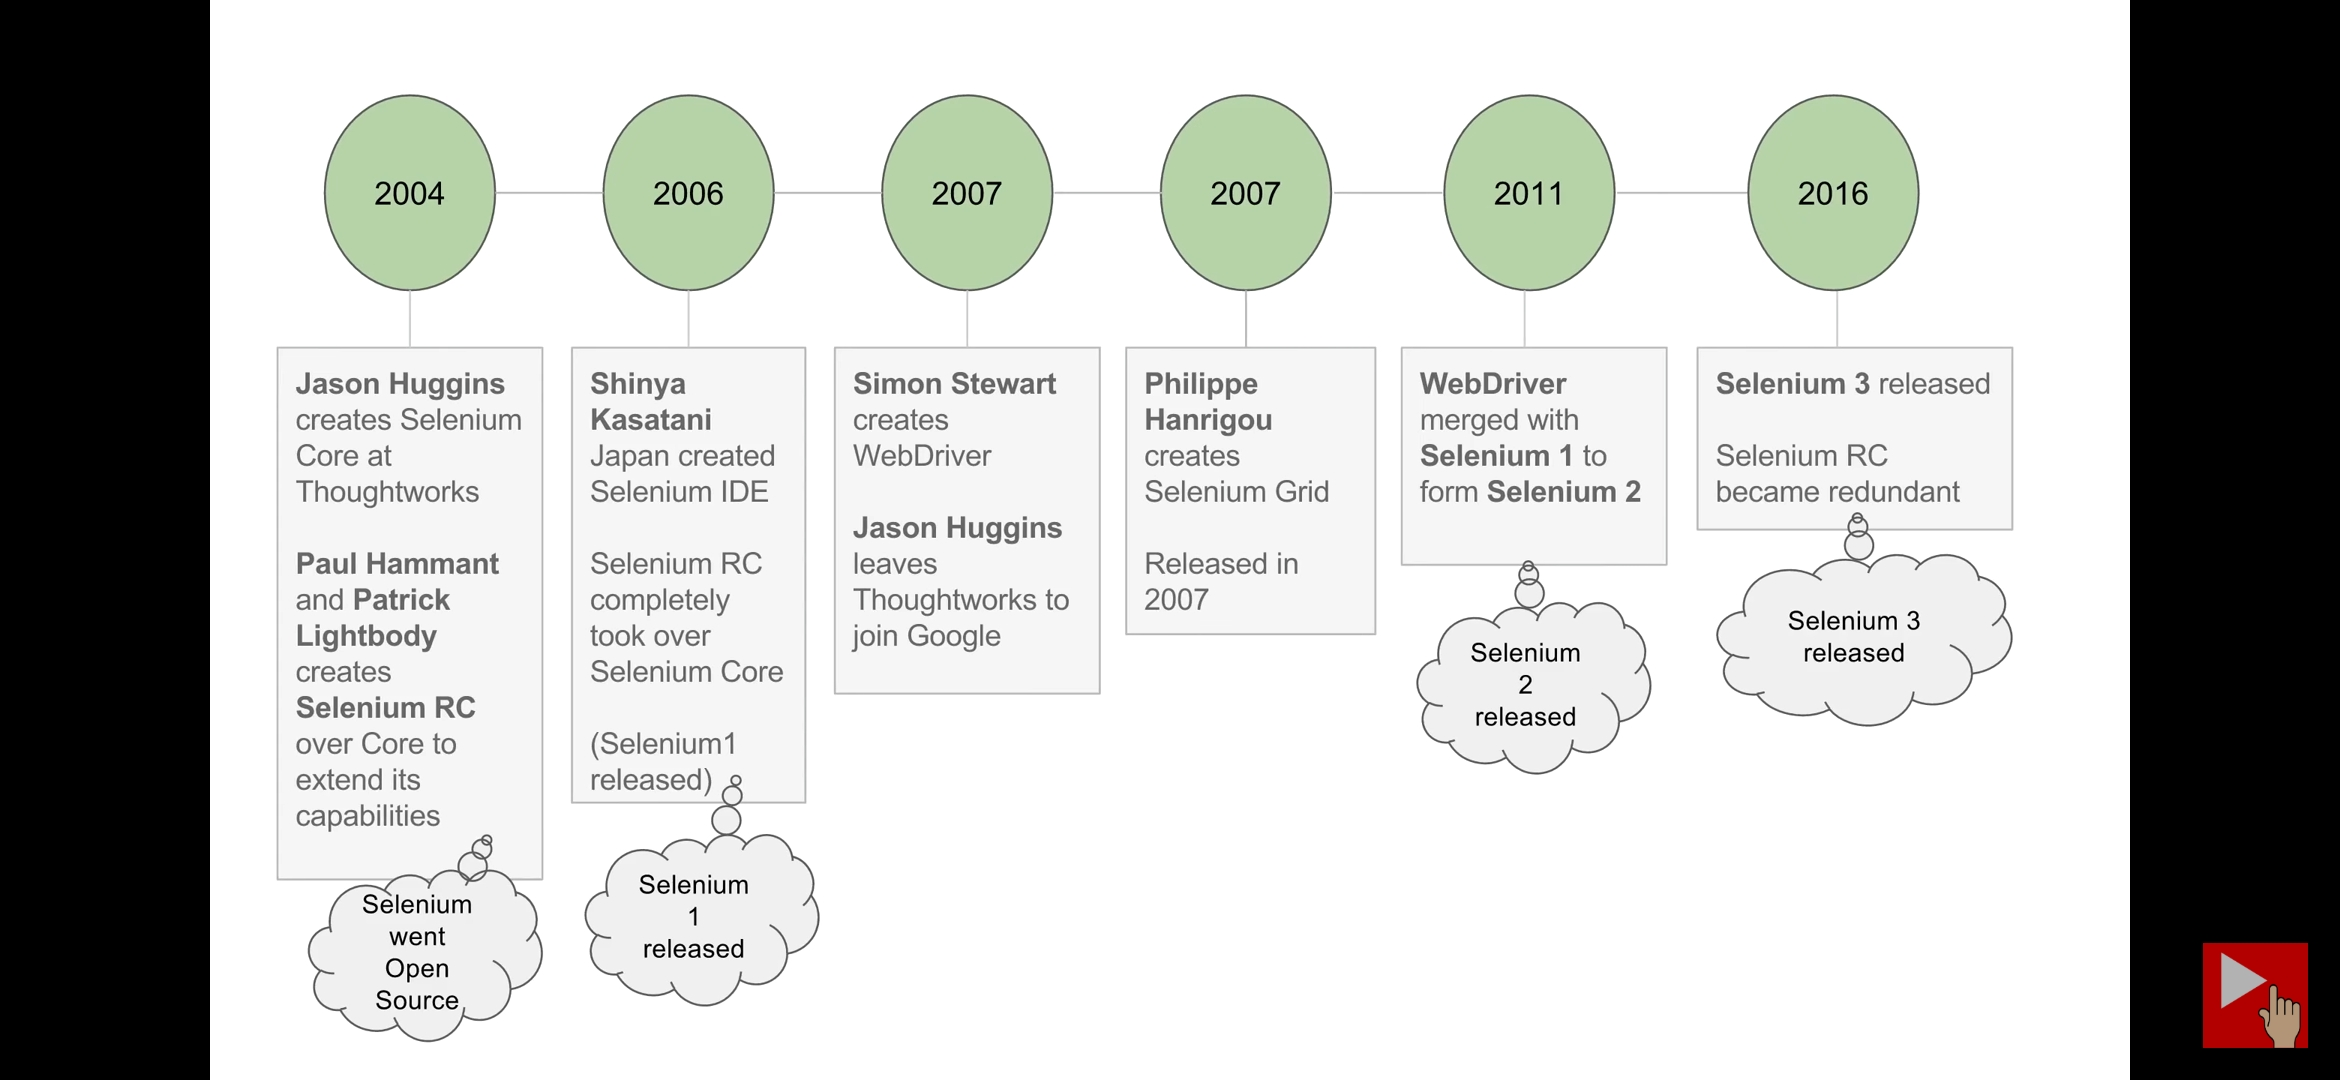 2004
2006
2007
2007
2011
2016
Jason Huggins
creates Selenium
Core at
Thoughtworks
Paul Hammant
and Patrick
Lightbody
creates
Selenium RC
over Core to
extend its
capabilities
Selenium
went
Open
Source
Shinya
Kasatani
Japan created
Selenium IDE
Selenium RC
completely
took over
Selenium Core
(Selenium1
released)
Selenium
1
released
Simon Stewart
creates
WebDriver
Jason Huggins
leaves
Thoughtworks to
join Google
Philippe
Hanrigou
creates
Selenium Grid
Released in
2007
WebDriver
merged with
Selenium 1 to
form Selenium 2
Selenium
2
released
Selenium 3 released
Selenium RC
became redundant
Selenium 3
released